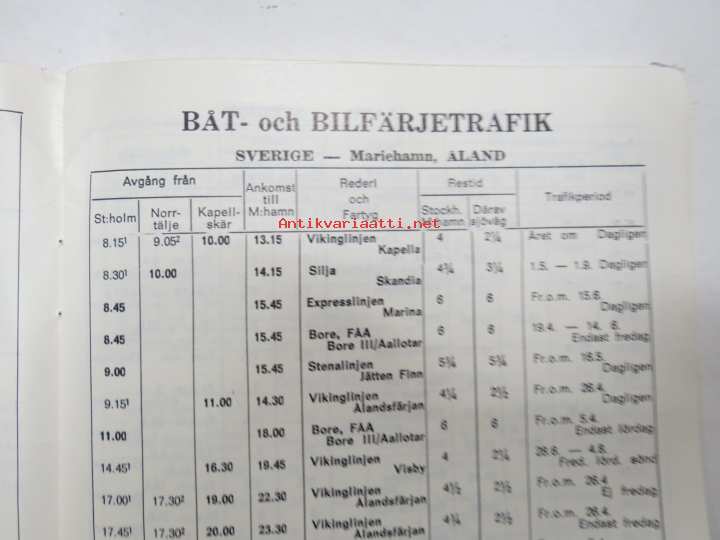 BÅT- och BILFÄRJETRAFIK
SVERIGE — Mariehamn, ÅLAND
Avgång från Ankomst till M:hamn Rederi och Fartyg Restid Trafikperiod
St:holm Norrtälje Kapellskär Stockh. M:hamn Därav sjöväg
Antikvariaatti.net
8.15¹ 9.05² 10.00 13.15 Vikinglinjen Kapella 4 2¼ Året om Dagligen
8.30¹ 10.00 14.15 Silja Skandia 4¾ 3¼ 1.5. — 1.9. Dagligen
8.45 15.45 Expresslinjen Marina 6 6 Fr.o.m. 15.6. Dagligen
8.45 15.45 Bore, FÅA Bore III/Aallotar 6 6 19.4. — 14. 6. Endast fredag
9.00 15.45 Stenalinjen Jätten Finn 5¾ 5¾ Fr.o.m. 16.5. Dagligen
9.15¹ 11.00 14.30 Vikinglinjen Ålandsfärjan 4¼ 2½ Fr.o.m. 26.4. Dagligen
11.00 18.00 Bore, FÅA Bore III/Aallotar 6 6 Fr.o.m. 5.4. Endast lördag
14.45¹ 16.30 19.45 Vikinglinjen Visby 4 2¼ Fred. lörd. sönd
17.00¹ 17.30² 19.00 22.30 Vikinglinjen Ålandsfärjan 4½ 2½ Fr.o.m. 26.4 Ej fredag
17.45¹ 17.30² 20.00 23.30 Vikinglinjen Ålandsfärjan 4¾ 2½ Fr.o.m. 26.4. Endast fredag